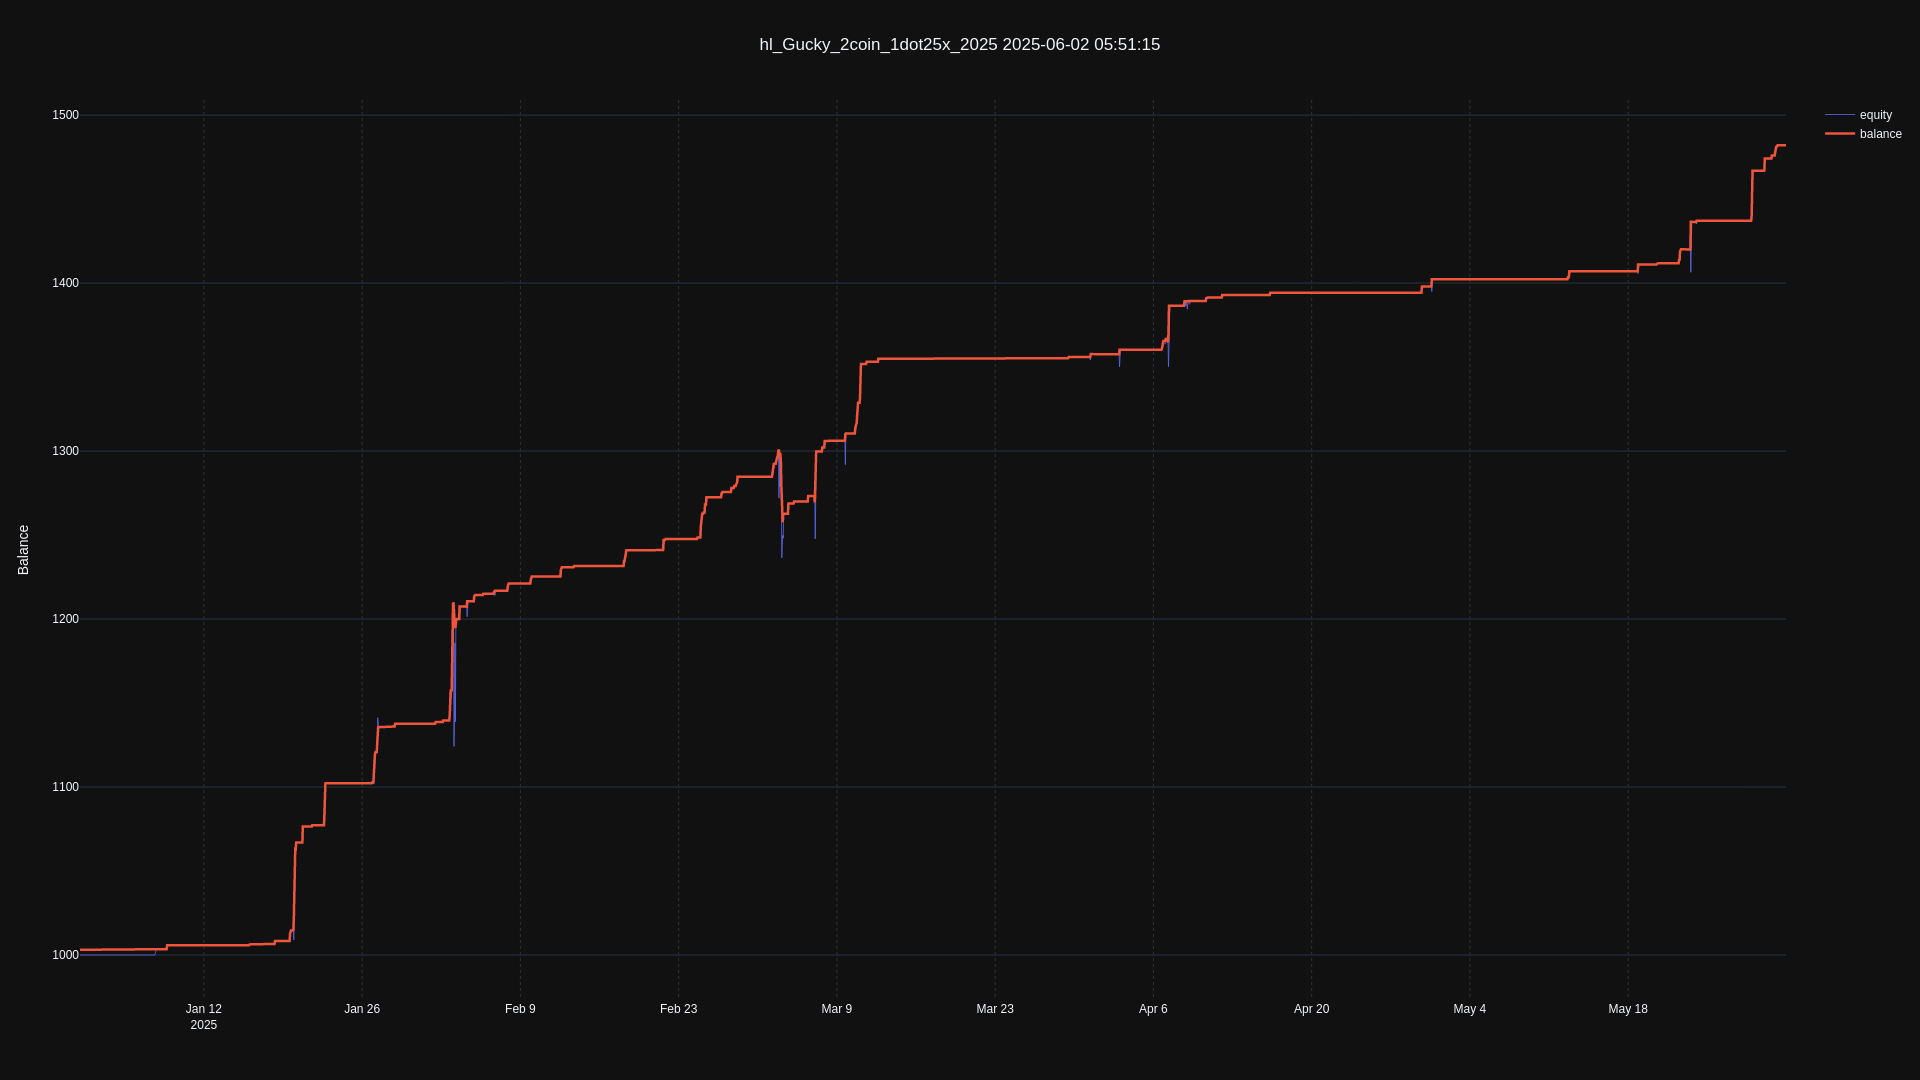 hl_Gucky_2coin_1dot25x_2025 2025-06-02 05:51:15
equity
balance
Balance
1500
1400
1300
1200
1100
1000
Jan 12
2025
Jan 26
Feb 9
Feb 23
Mar 9
Mar 23
Apr 6
Apr 20
May 4
May 18